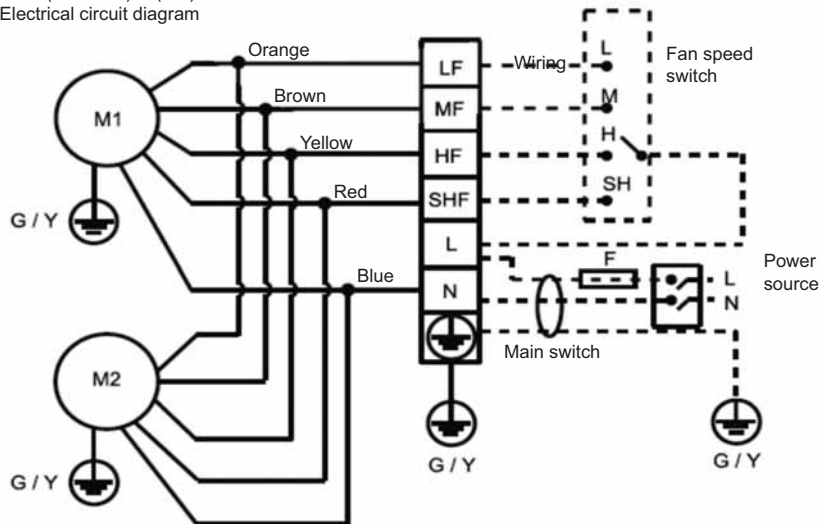 Electrical circuit diagram
Orange
Brown
Yellow
Red
Blue
M1
G / Y
M2
G / Y
LF
MF
HF
SHF
L
N
G / Y
Wiring
L
M
H
SH
Fan speed
switch
F
L
N
Power
source
Main switch
G / Y